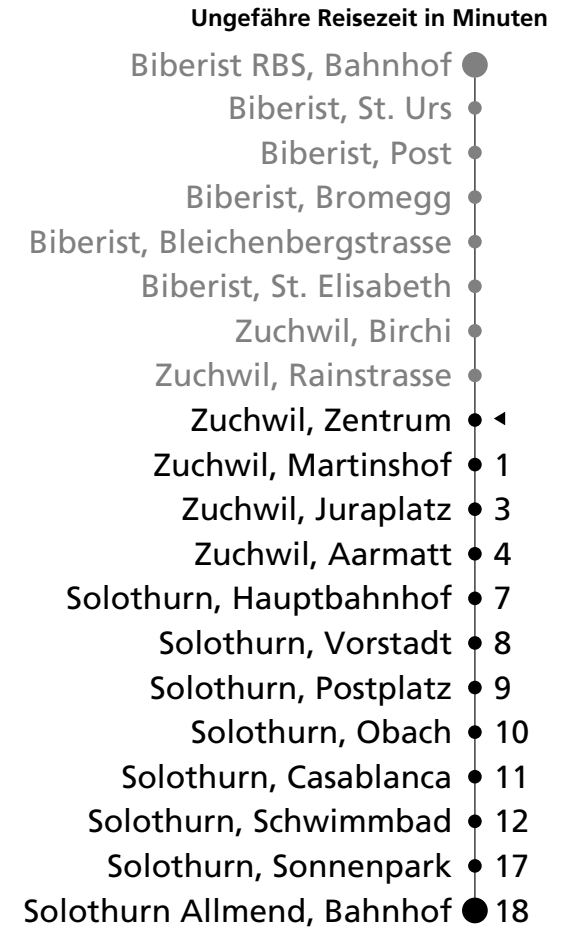 Ungefähre Reisezeit in Minuten
Biberist RBS, Bahnhof
Biberist, St. Urs
Biberist, Post
Biberist, Bromegg
Biberist, Bleichenbergstrasse
Biberist, St. Elisabeth
Zuchwil, Birchi
Zuchwil, Rainstrasse
Zuchwil, Zentrum
Zuchwil, Martinshof 1
Zuchwil, Juraplatz 3
Zuchwil, Aarmatt 4
Solothurn, Hauptbahnhof 7
Solothurn, Vorstadt 8
Solothurn, Postplatz 9
Solothurn, Obach 10
Solothurn, Casablanca 11
Solothurn, Schwimmbad 12
Solothurn, Sonnenpark 17
Solothurn Allmend, Bahnhof 18